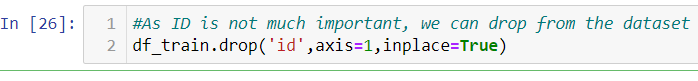 In [26]: 1 #As ID is not much important, we can drop from the dataset
2 df_train.drop('id',axis=1,inplace=True)